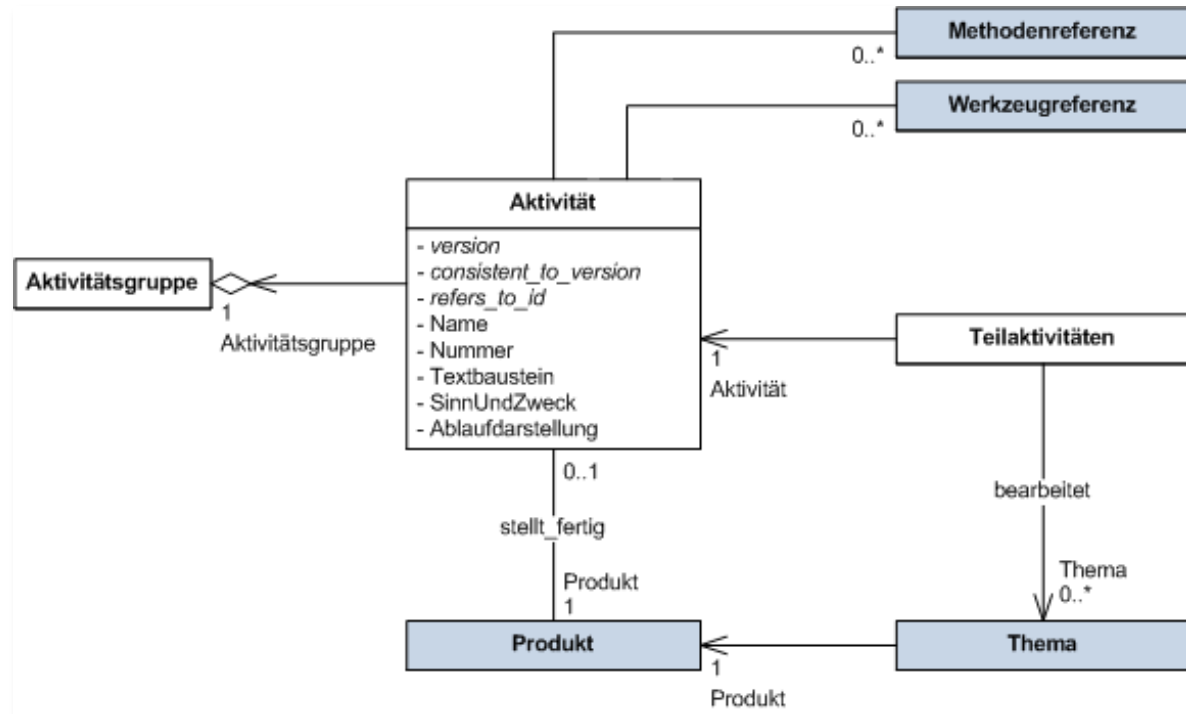 Methodenreferenz
0..*
Werkzeugreferenz
0..*
Aktivität
- version
- consistent_to_version
- refers_to_id
- Name
- Nummer
- Textbaustein
- SinnUndZweck
- Ablaufdarstellung
Aktivitätsgruppe
1
Aktivitätsgruppe
Teilaktivitäten
1
Aktivität
0..1
stellt_fertig
Produkt
1
bearbeitet
Thema
0..*
Produkt
1
Produkt
Thema